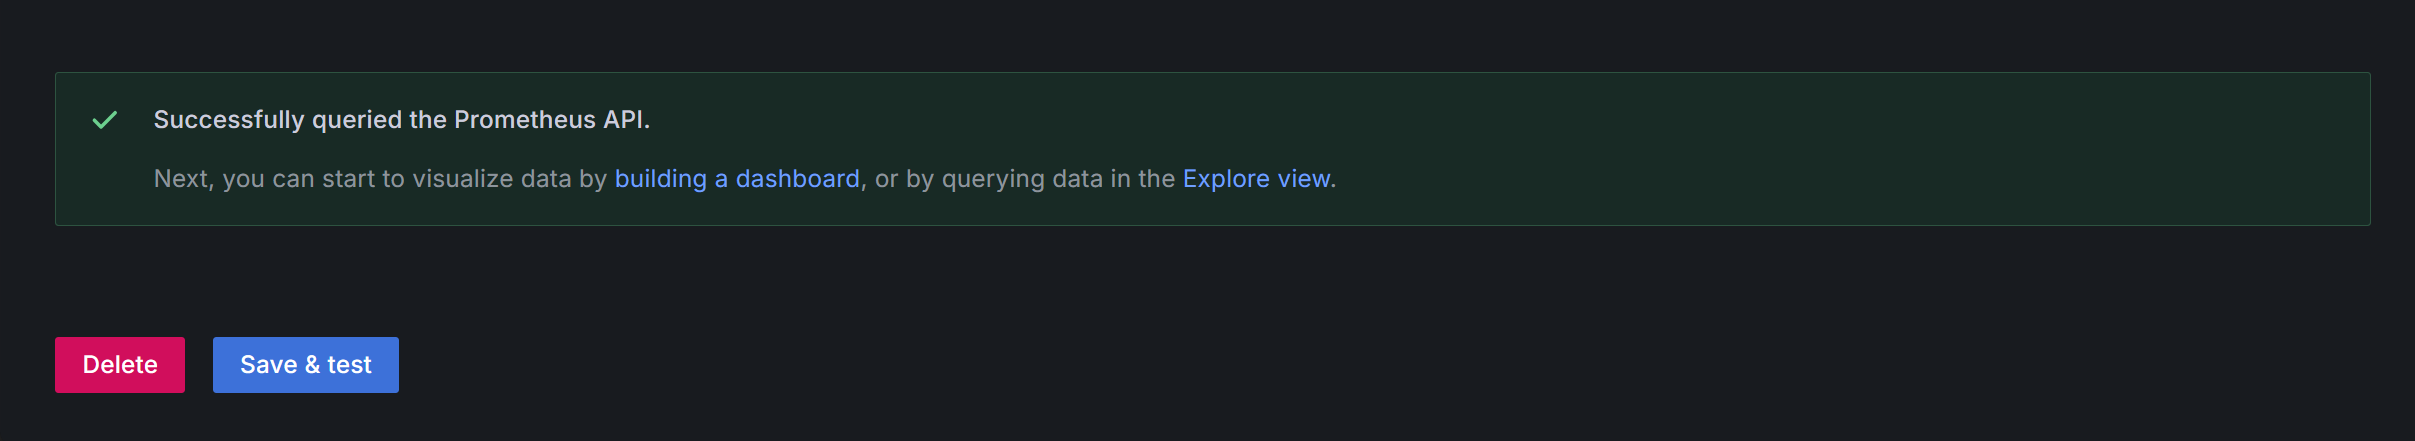 Successfully queried the Prometheus API.
Next, you can start to visualize data by building a dashboard, or by querying data in the Explore view.
Delete
Save & test